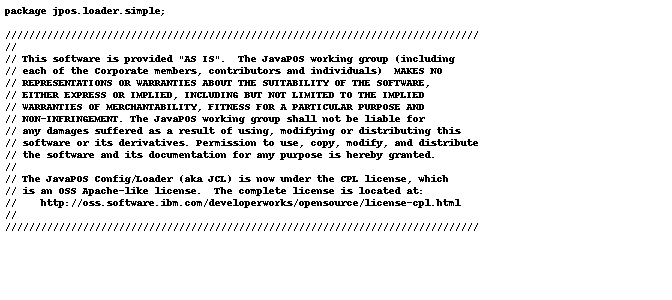 package jpos.loader.simple;
///////////////////////////////////////////////////////////////////////////////
//
// This software is provided "AS IS".  The JavaPOS working group (including
// each of the Corporate members, contributors and individuals)  MAKES NO
// REPRESENTATIONS OR WARRANTIES ABOUT THE SUITABILITY OF THE SOFTWARE,
// EITHER EXPRESS OR IMPLIED, INCLUDING BUT NOT LIMITED TO THE IMPLIED
// WARRANTIES OF MERCHANTABILITY, FITNESS FOR A PARTICULAR PURPOSE AND
// NON-INFRINGEMENT. The JavaPOS working group shall not be liable for
// any damages suffered as a result of using, modifying or distributing this
// software or its derivatives. Permission to use, copy, modify, and distribute
// the software and its documentation for any purpose is hereby granted.
//
// The JavaPOS Config/Loader (aka JCL) is now under the CPL license, which
// is an OSS Apache-like license.  The complete license is located at:
//    http://oss.software.ibm.com/developerworks/opensource/license-cpl.html
//
///////////////////////////////////////////////////////////////////////////////